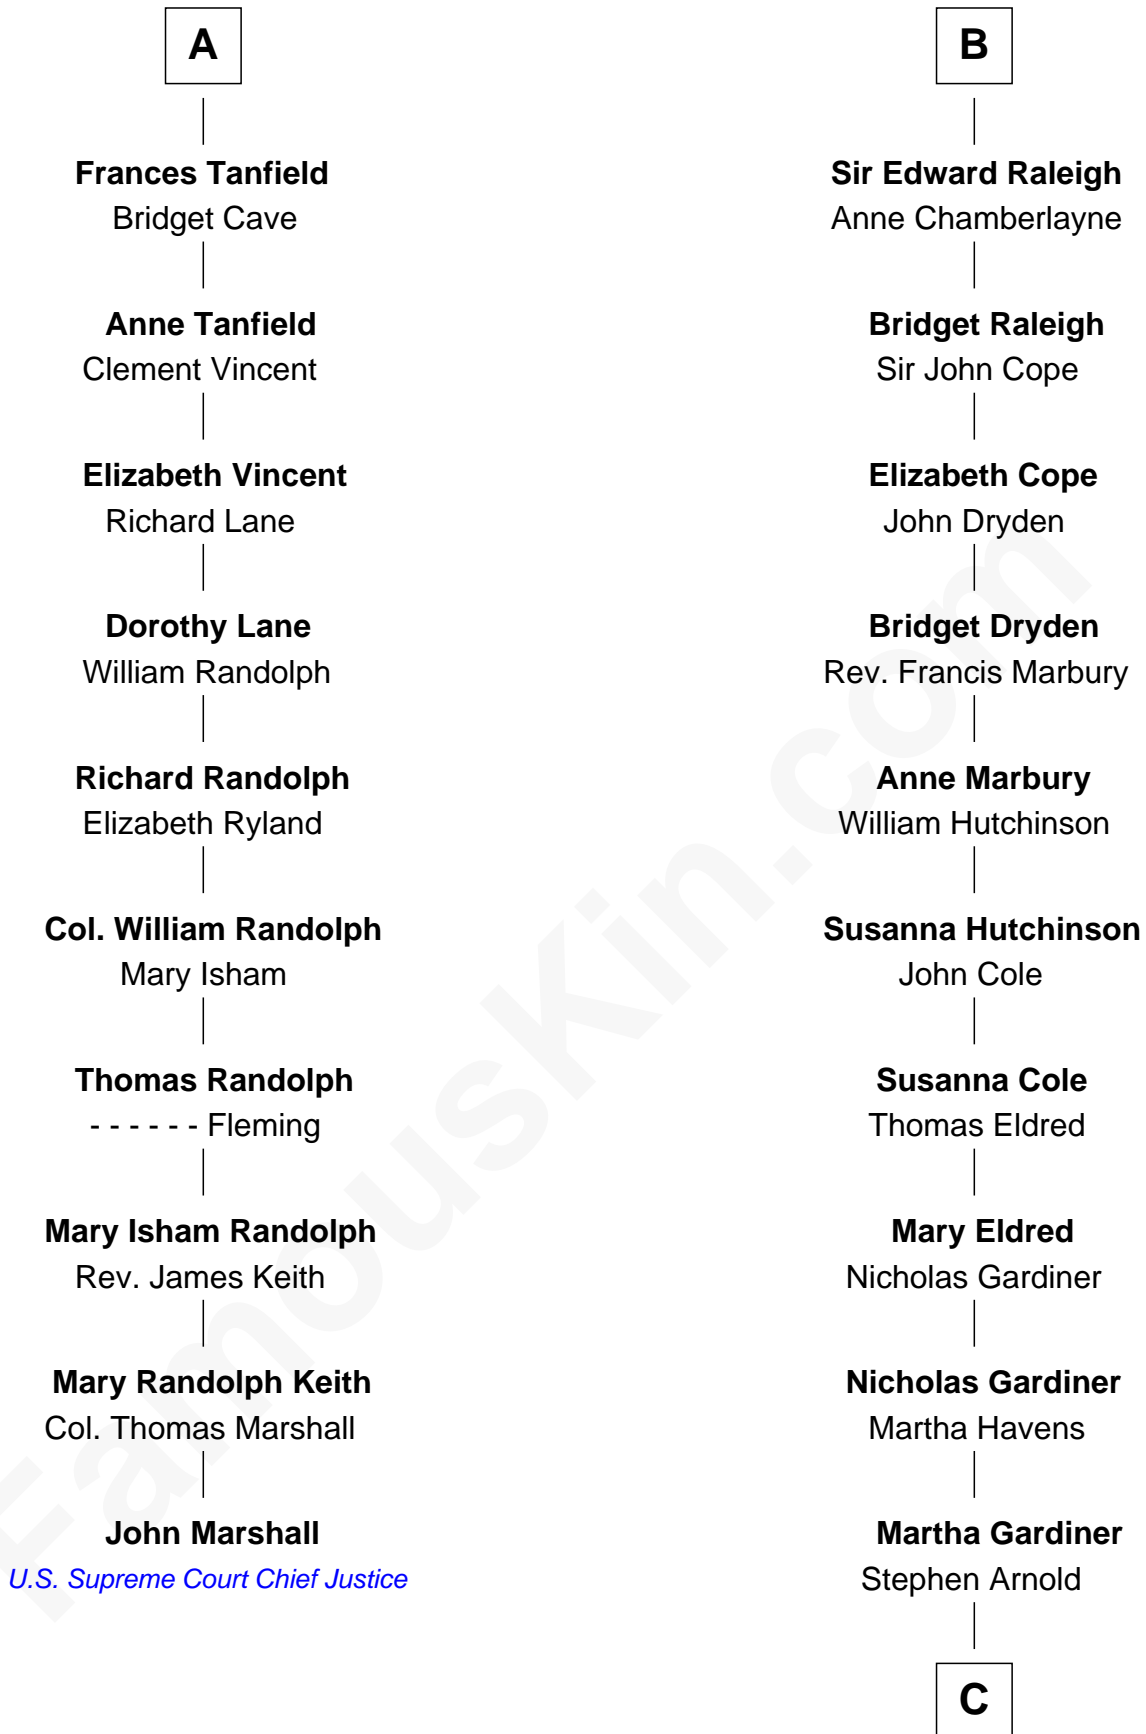 A
Frances Tanfield
Bridget Cave
Anne Tanfield
Clement Vincent
Elizabeth Vincent
Richard Lane
Dorothy Lane
William Randolph
Richard Randolph
Elizabeth Ryland
Col. William Randolph
Mary Isham
Thomas Randolph
- - - - - - Fleming
Mary Isham Randolph
Rev. James Keith
Mary Randolph Keith
Col. Thomas Marshall
John Marshall
U.S. Supreme Court Chief Justice
B
Sir Edward Raleigh
Anne Chamberlayne
Bridget Raleigh
Sir John Cope
Elizabeth Cope
John Dryden
Bridget Dryden
Rev. Francis Marbury
Anne Marbury
William Hutchinson
Susanna Hutchinson
John Cole
Susanna Cole
Thomas Eldred
Mary Eldred
Nicholas Gardiner
Nicholas Gardiner
Martha Havens
Martha Gardiner
Stephen Arnold
C
FamousKin.com